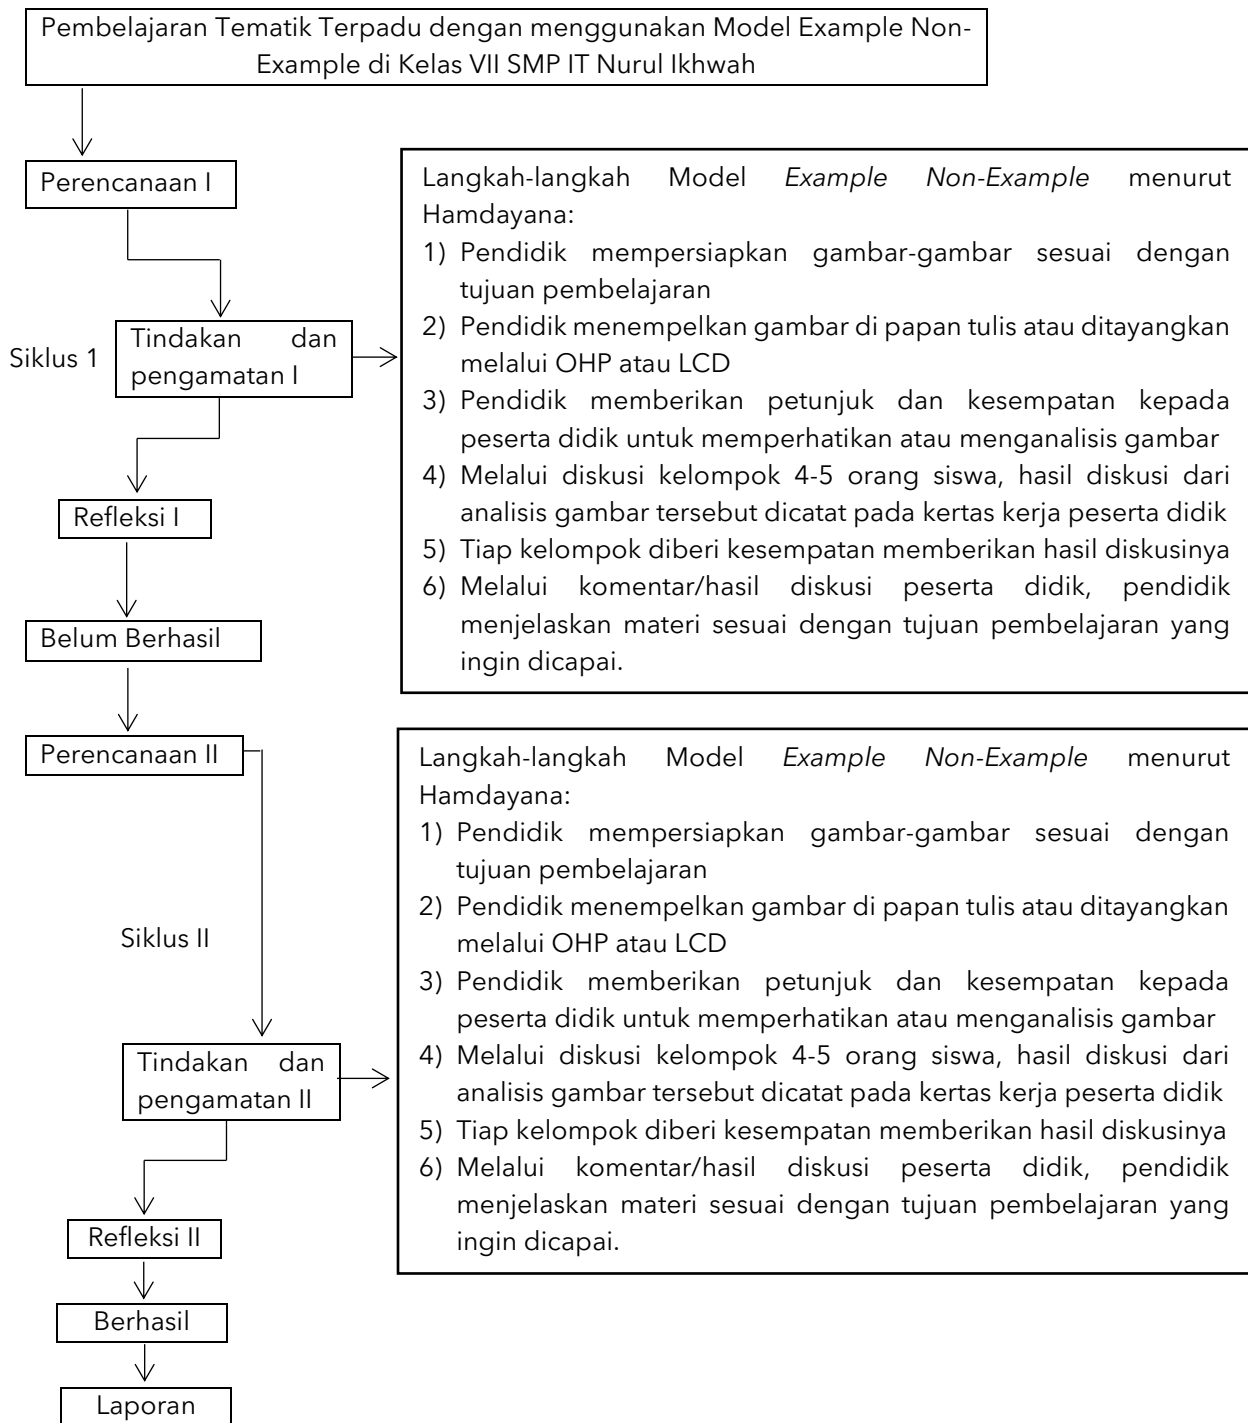 Pembelajaran Tematik Terpadu dengan menggunakan Model Example Non-
Example di Kelas VII SMP IT Nurul Ikhwah
Perencanaan I
Langkah-langkah Model Example Non-Example menurut
Hamdayana:
1) Pendidik mempersiapkan gambar-gambar sesuai dengan
tujuan pembelajaran
2) Pendidik menempelkan gambar di papan tulis atau ditayangkan
melalui OHP atau LCD
3) Pendidik memberikan petunjuk dan kesempatan kepada
peserta didik untuk memperhatikan atau menganalisis gambar
4) Melalui diskusi kelompok 4-5 orang siswa, hasil diskusi dari
analisis gambar tersebut dicatat pada kertas kerja peserta didik
5) Tiap kelompok diberi kesempatan memberikan hasil diskusinya
6) Melalui komentar/hasil diskusi peserta didik, pendidik
menjelaskan materi sesuai dengan tujuan pembelajaran yang
ingin dicapai.
Siklus 1
Tindakan dan
pengamatan I
Refleksi I
Belum Berhasil
Perencanaan II
Langkah-langkah Model Example Non-Example menurut
Hamdayana:
1) Pendidik mempersiapkan gambar-gambar sesuai dengan
tujuan pembelajaran
2) Pendidik menempelkan gambar di papan tulis atau ditayangkan
melalui OHP atau LCD
3) Pendidik memberikan petunjuk dan kesempatan kepada
peserta didik untuk memperhatikan atau menganalisis gambar
4) Melalui diskusi kelompok 4-5 orang siswa, hasil diskusi dari
analisis gambar tersebut dicatat pada kertas kerja peserta didik
5) Tiap kelompok diberi kesempatan memberikan hasil diskusinya
6) Melalui komentar/hasil diskusi peserta didik, pendidik
menjelaskan materi sesuai dengan tujuan pembelajaran yang
ingin dicapai.
Siklus II
Tindakan dan
pengamatan II
Refleksi II
Berhasil
Laporan